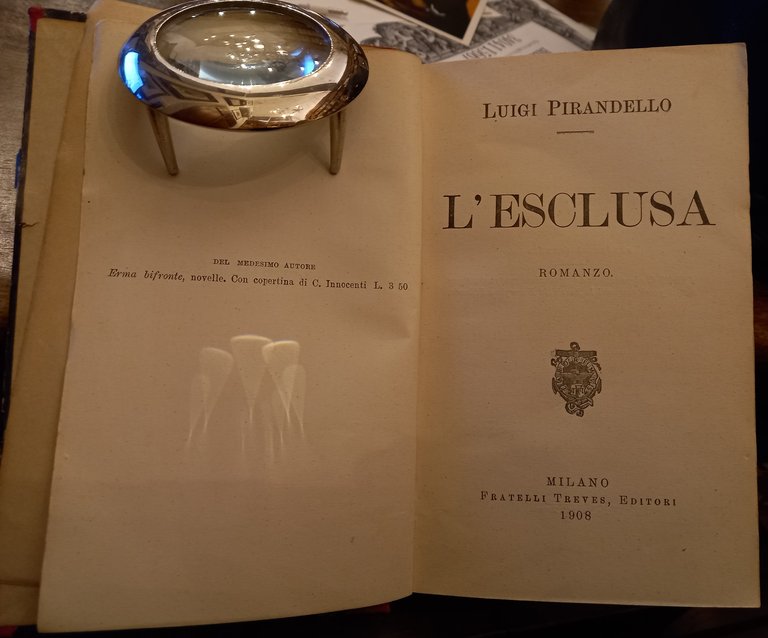 DEL MEDESIMO AUTORE
Erma bifronte, novelle. Con copertina di C. Innocenti L. 3 50
LUIGI PIRANDELLO
L'ESCLUSA
ROMANZO.
MILANO
FRATELLI TREVES, EDITORI
1908